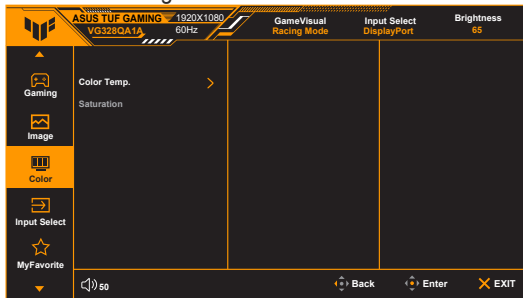 ASUS TUF GAMING 1920X1080
VG328QA1A 60Hz
GameVisual
Racing Mode
Input Select
DisplayPort
Brightness
65
Gaming
Image
Color
Input Select
MyFavorite
Color Temp.
Saturation
50
Back
Enter
EXIT